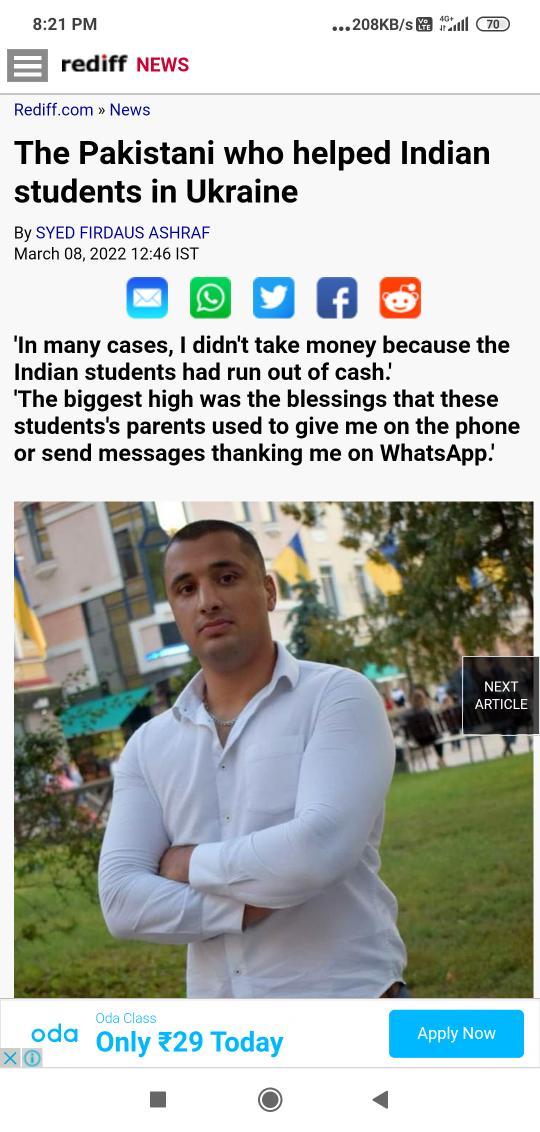 8:21 PM
...208KB/s Vo LTE 4G+ 70
rediff NEWS
Rediff.com » News
The Pakistani who helped Indian
students in Ukraine
By SYED FIRDAUS ASHRAF
March 08, 2022 12:46 IST
'In many cases, I didn't take money because the
Indian students had run out of cash.'
'The biggest high was the blessings that these
students's parents used to give me on the phone
or send messages thanking me on WhatsApp.'
NEXT
ARTICLE
oda
Oda Class
Only ₹29 Today
Apply Now